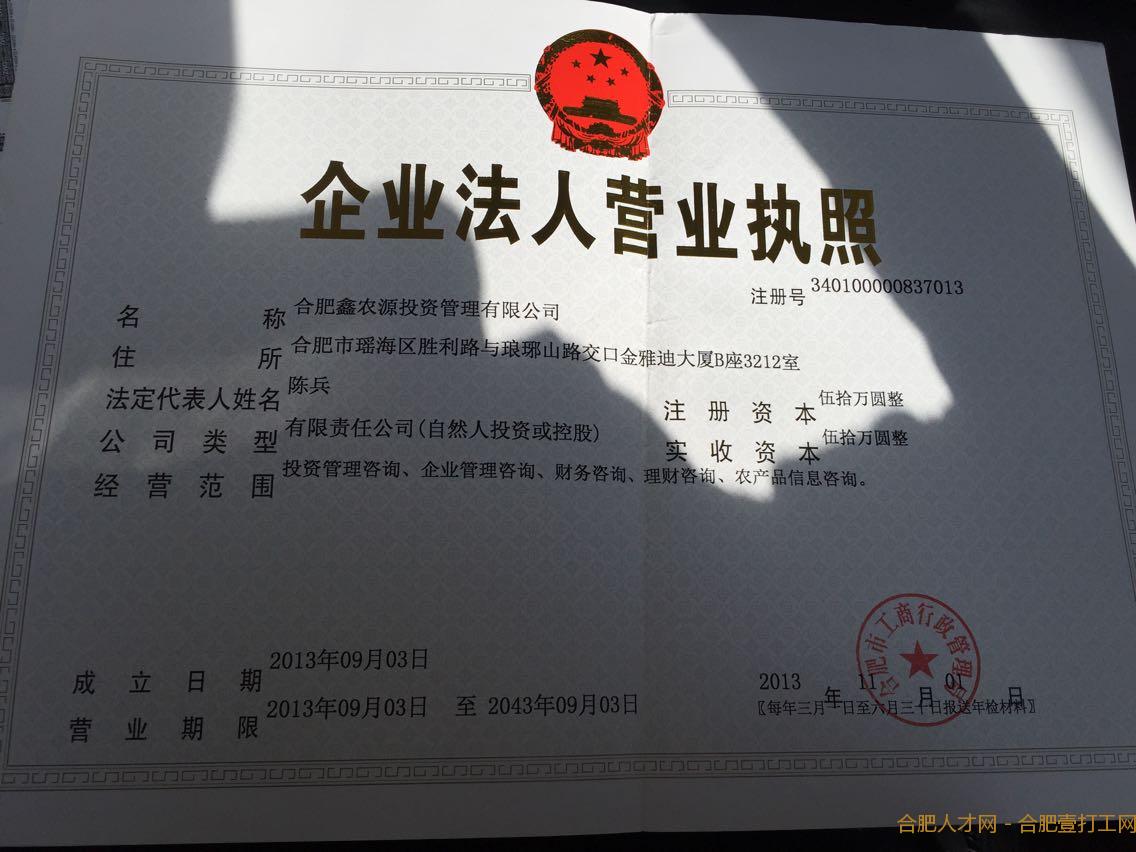 企业法人营业执照
注册号 340100000837013
名称 合肥鑫农源投资管理有限公司
住所 合肥市瑶海区胜利路与琅琊山路交口金雅迪大厦B座3212室
法定代表人姓名 陈兵
注册资本 伍拾万圆整
公司类型 有限责任公司(自然人投资或控股)
实收资本 伍拾万圆整
经营范围 投资管理咨询、企业管理咨询、财务咨询、理财咨询、农产品信息咨询。
合肥市工商行政管理局
成立日期 2013年09月03日
营业期限 2013年09月03日 至 2043年09月03日
2013年11月01日
〖每年三月一日至六月三十日报送年检材料〗
合肥人才网 - 合肥壹打工网